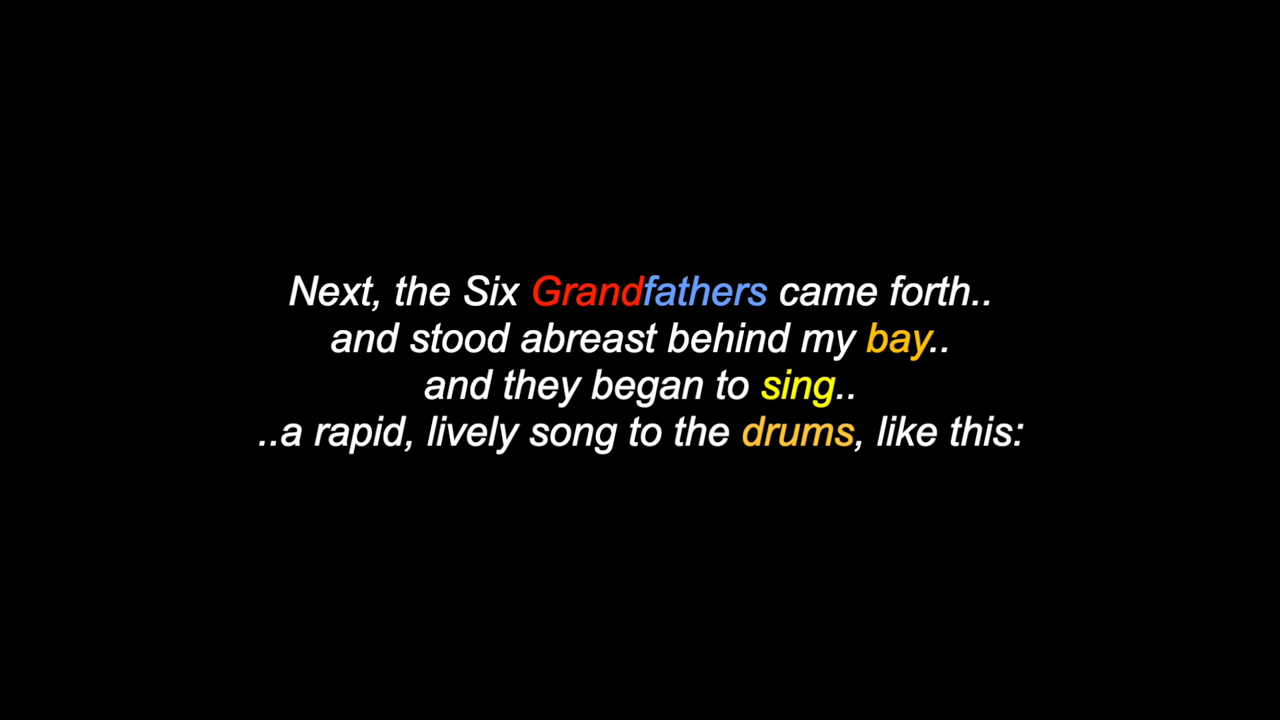 Next, the Six Grandfathers came forth..
and stood abreast behind my bay..
and they began to sing..
..a rapid, lively song to the drums, like this: